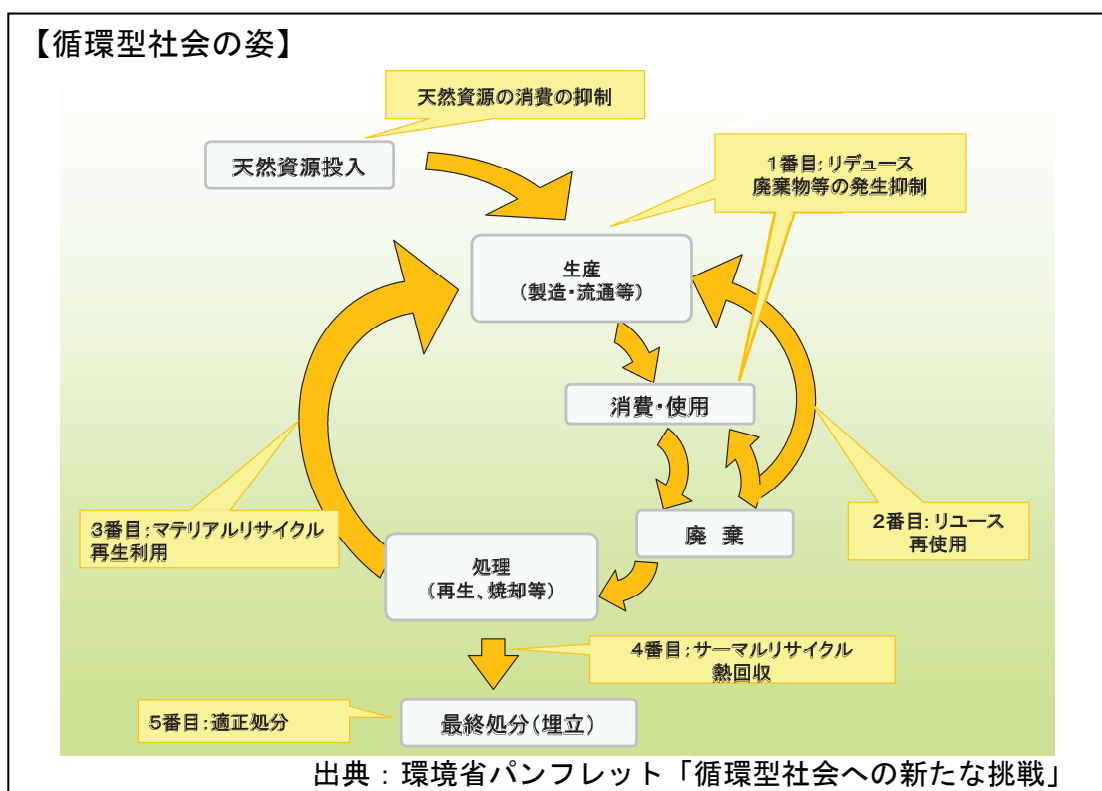 【循環型社会の姿】
天然資源の消費の抑制
天然資源投入
1番目:リデュース
廃棄物等の発生抑制
生産
(製造・流通等)
消費・使用
廃 棄
2番目:リユース
再使用
3番目:マテリアルリサイクル
再生利用
処理
(再生、焼却等)
4番目:サーマルリサイクル
熱回収
5番目:適正処分
最終処分(埋立)
出典:環境省パンフレット「循環型社会への新たな挑戦」